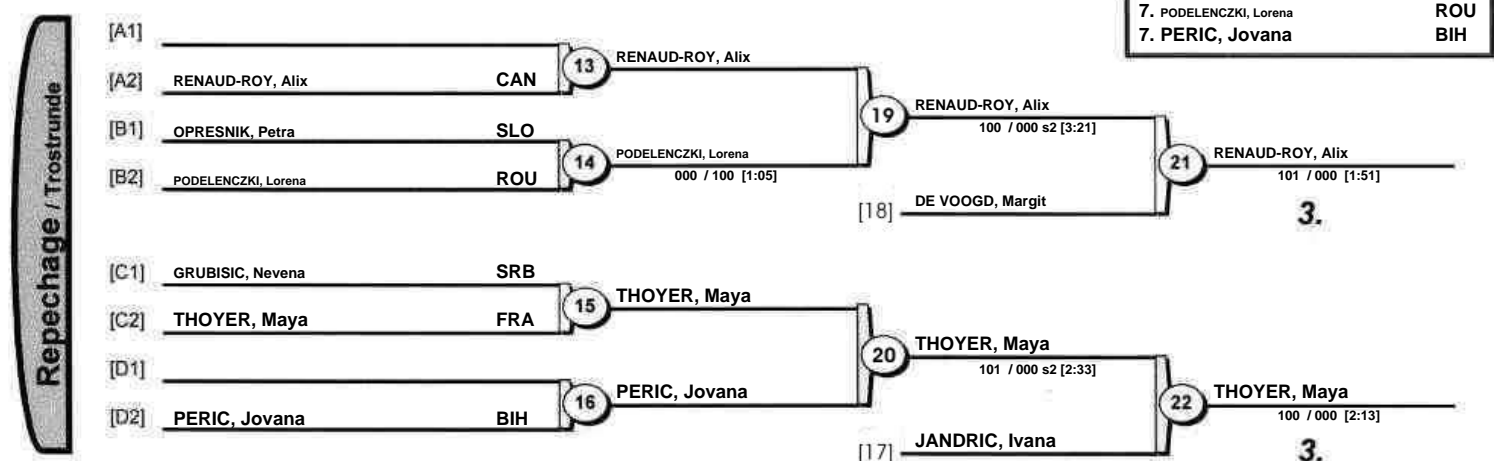 7. PODELENCZKI, Lorena ROU
7. PERIC, Jovana BIH
Repechage / Trostrunde
[A1]
[A2] RENAUD-ROY, Alix CAN
13 RENAUD-ROY, Alix
[B1] OPRESNIK, Petra SLO
[B2] PODELENCZKI, Lorena ROU
14 PODELENCZKI, Lorena
000 / 100 [1:05]
19 RENAUD-ROY, Alix
100 / 000 s2 [3:21]
[18] DE VOOGD, Margit
21 RENAUD-ROY, Alix
101 / 000 [1:51]
3.
[C1] GRUBISIC, Nevena SRB
[C2] THOYER, Maya FRA
15 THOYER, Maya
[D1]
[D2] PERIC, Jovana BIH
16 PERIC, Jovana
20 THOYER, Maya
101 / 000 s2 [2:33]
[17] JANDRIC, Ivana
22 THOYER, Maya
100 / 000 [2:13]
3.